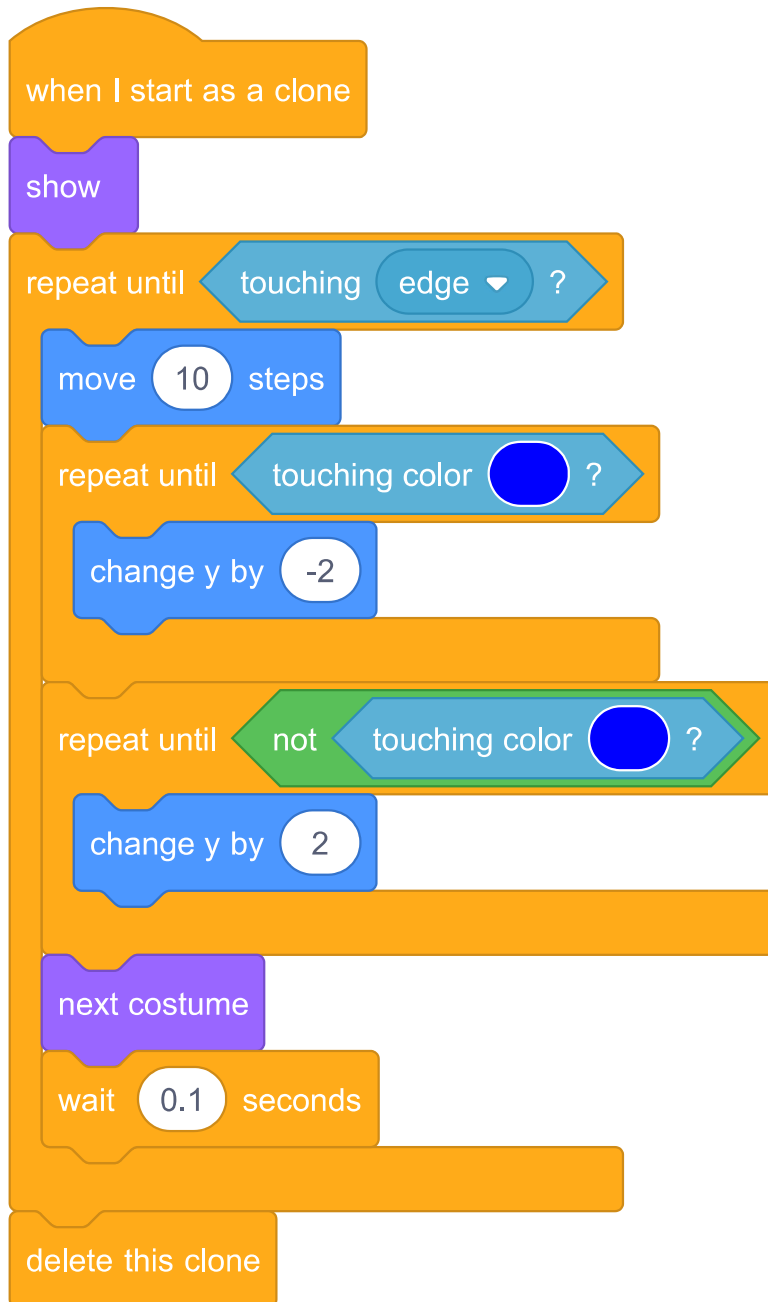 when I start as a clone
show
repeat until touching edge ?
move 10 steps
repeat until touching color ?
change y by -2
repeat until not touching color ?
change y by 2
next costume
wait 0.1 seconds
delete this clone